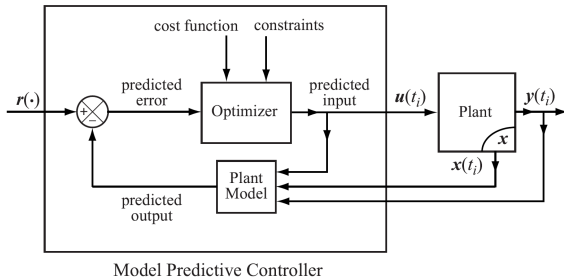 cost function
constraints
predicted
error
predicted
input
r(·)
+
−
Optimizer
u(tᵢ)
Plant
y(tᵢ)
x
x(tᵢ)
Plant
Model
predicted
output
Model Predictive Controller